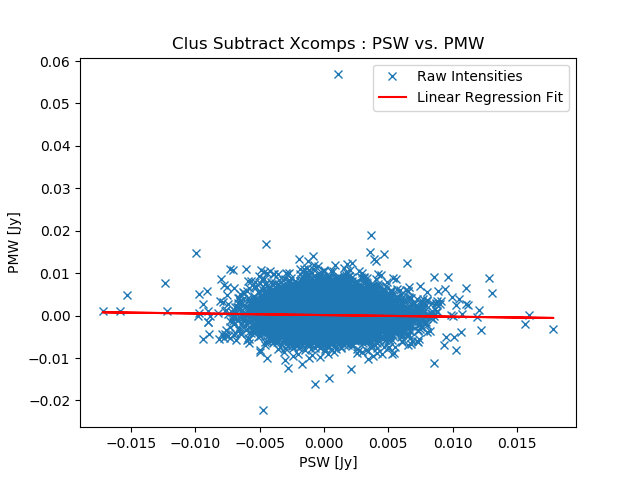 Clus Subtract Xcomps : PSW vs. PMW
Raw Intensities
Linear Regression Fit
PMW [Jy]
0.06
0.05
0.04
0.03
0.02
0.01
0.00
−0.01
−0.02
−0.015 −0.010 −0.005 0.000 0.005 0.010 0.015
PSW [Jy]